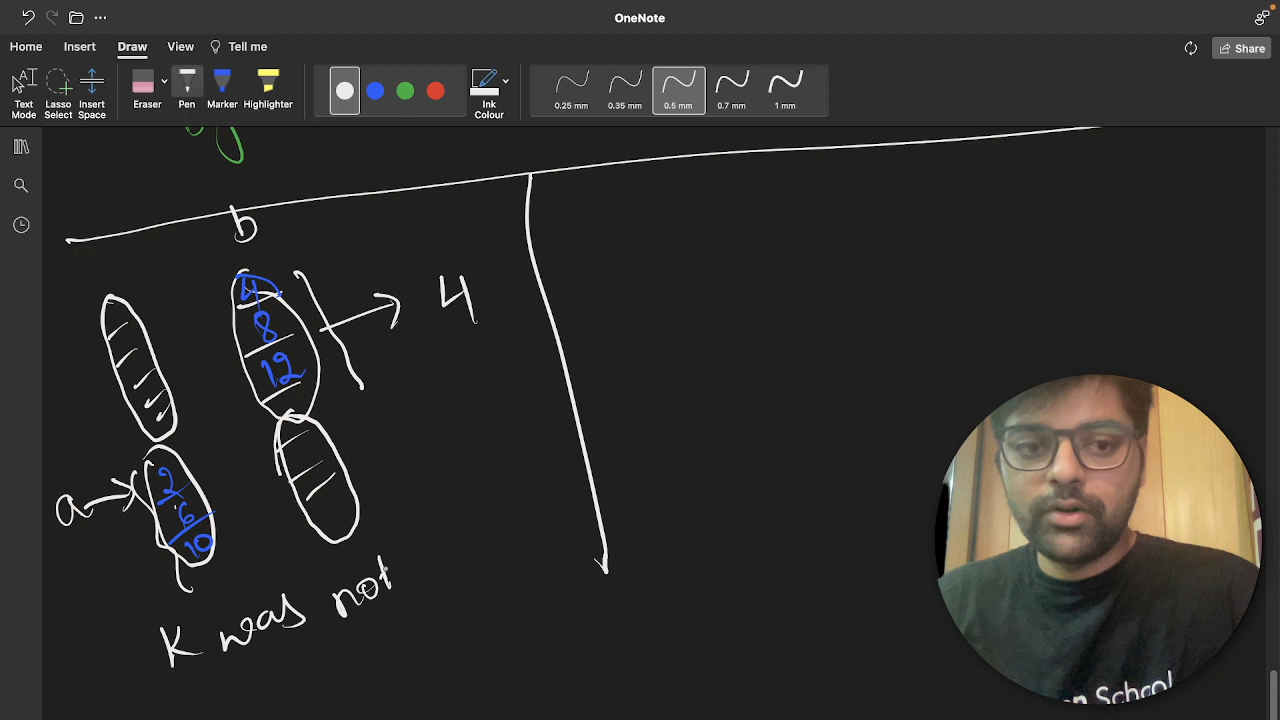 OneNote
Home Insert Draw View Tell me
Share
Text Mode
Lasso Select
Insert Space
Eraser
Pen
Marker
Highlighter
Ink Colour
0.25 mm
0.35 mm
0.5 mm
0.7 mm
1 mm
b
4
8
12
4
a
2
6
10
K was not
School